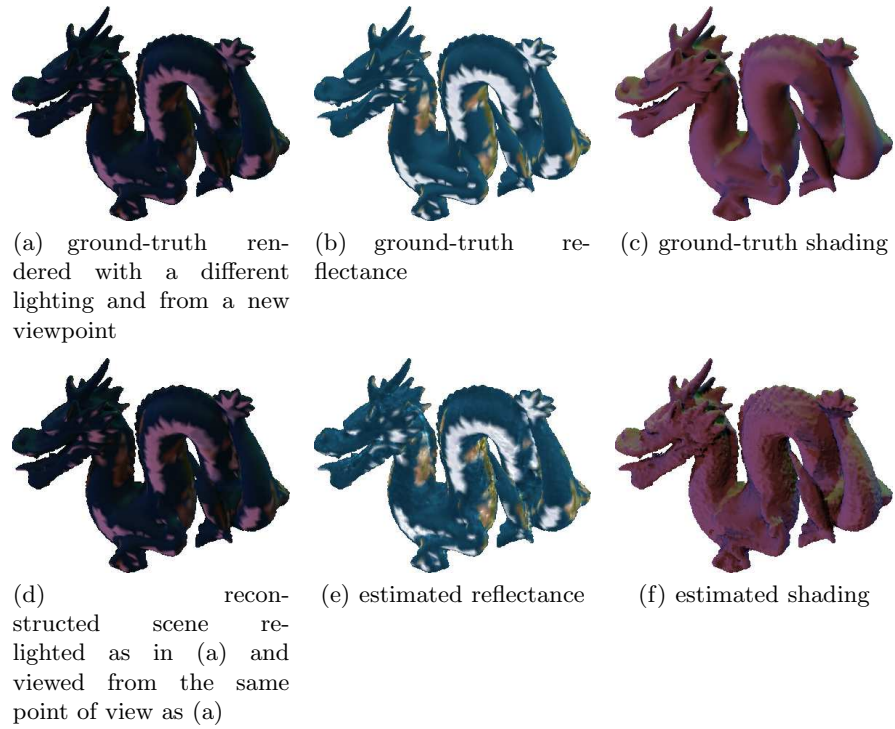 (a) ground-truth ren-
dered with a different
lighting and from a new
viewpoint
(b) ground-truth re-
flectance
(c) ground-truth shading
(d) recon-
structed scene re-
lighted as in (a) and
viewed from the same
point of view as (a)
(e) estimated reflectance
(f) estimated shading